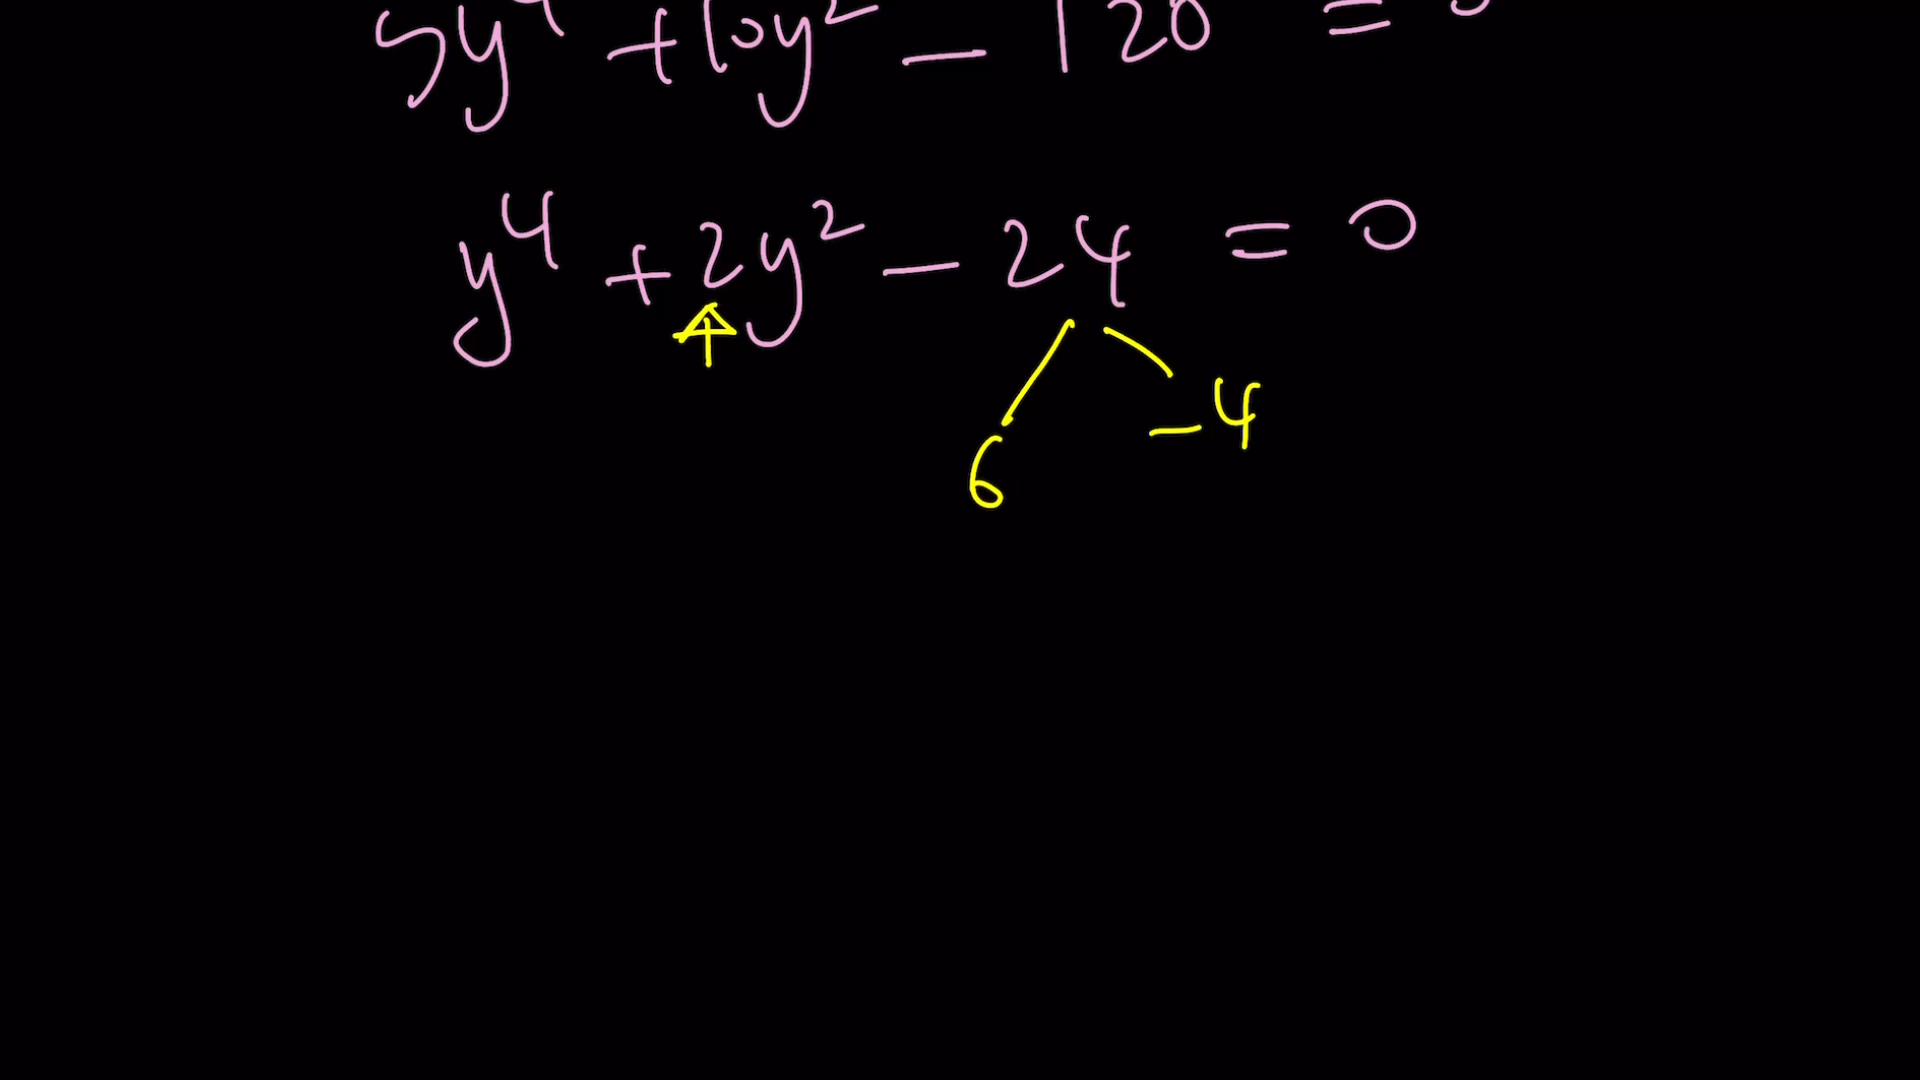 5y⁴ + 10y² - 120 = 0
y⁴ + 2y² - 24 = 0
6 -4